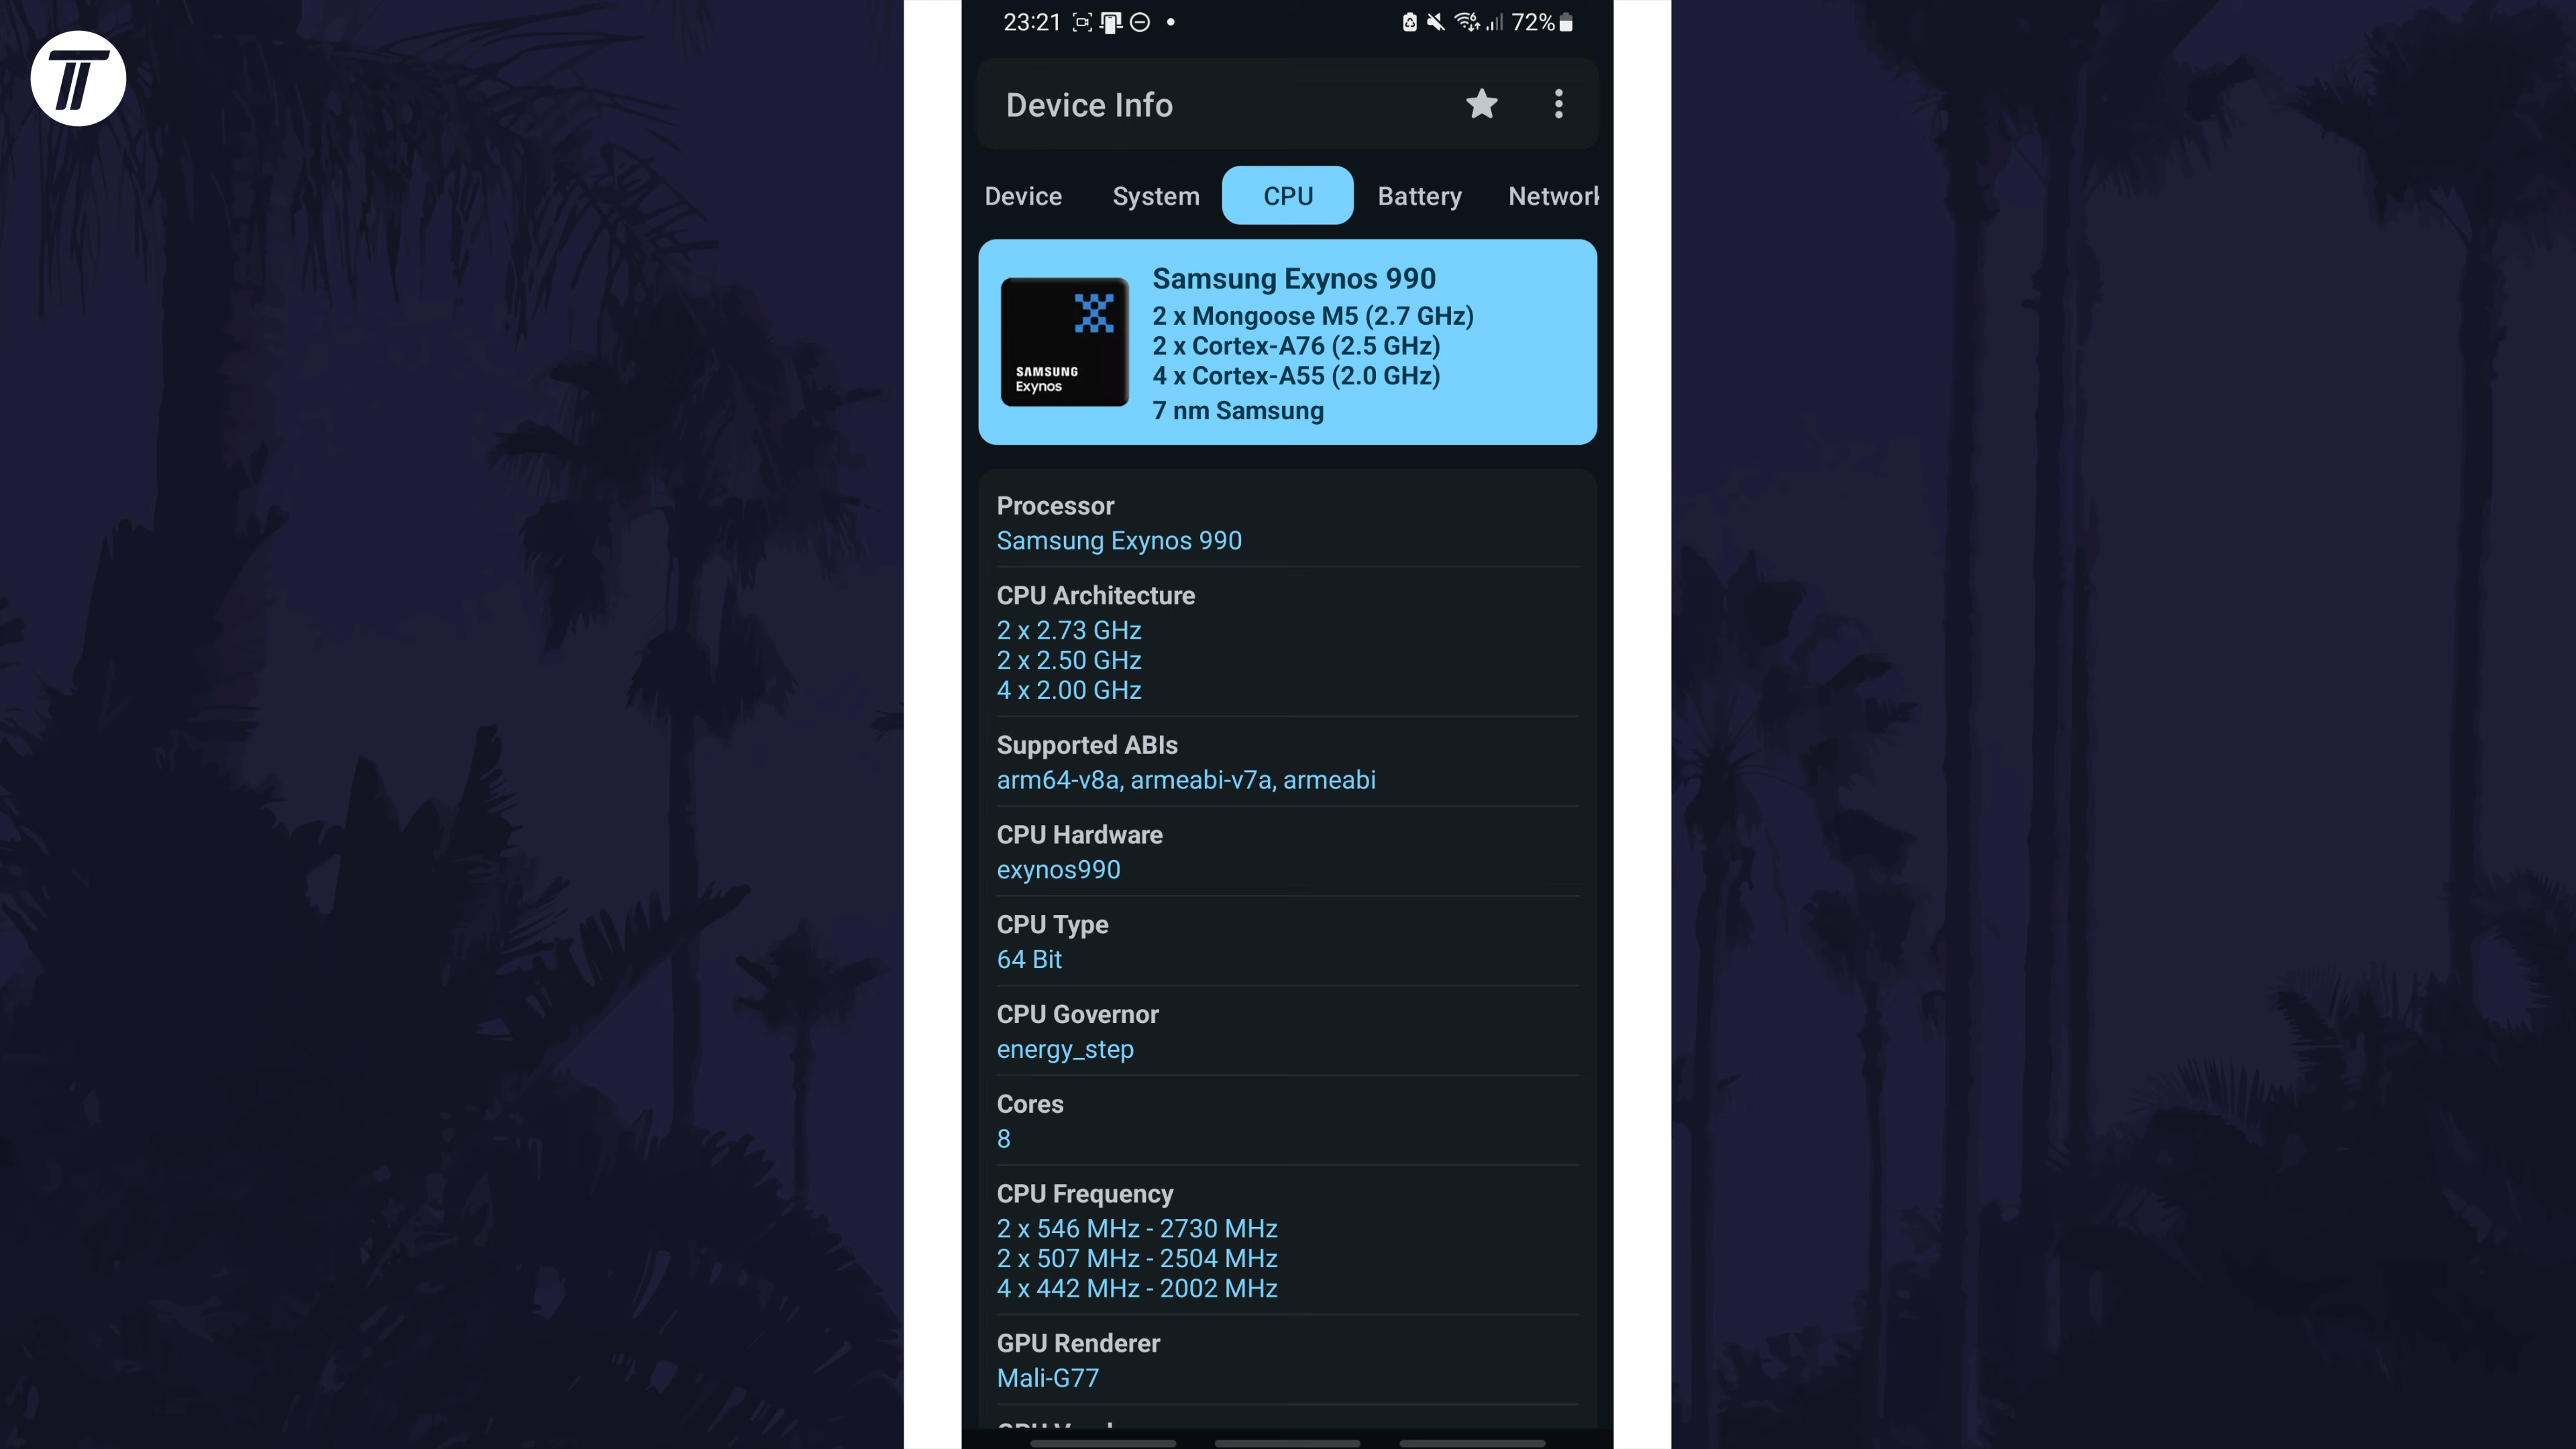 23:21
72%
Device Info
Device System CPU Battery Network
Samsung Exynos 990
2 x Mongoose M5 (2.7 GHz)
2 x Cortex-A76 (2.5 GHz)
4 x Cortex-A55 (2.0 GHz)
7 nm Samsung
SAMSUNG
Exynos
Processor
Samsung Exynos 990
CPU Architecture
2 x 2.73 GHz
2 x 2.50 GHz
4 x 2.00 GHz
Supported ABIs
arm64-v8a, armeabi-v7a, armeabi
CPU Hardware
exynos990
CPU Type
64 Bit
CPU Governor
energy_step
Cores
8
CPU Frequency
2 x 546 MHz - 2730 MHz
2 x 507 MHz - 2504 MHz
4 x 442 MHz - 2002 MHz
GPU Renderer
Mali-G77